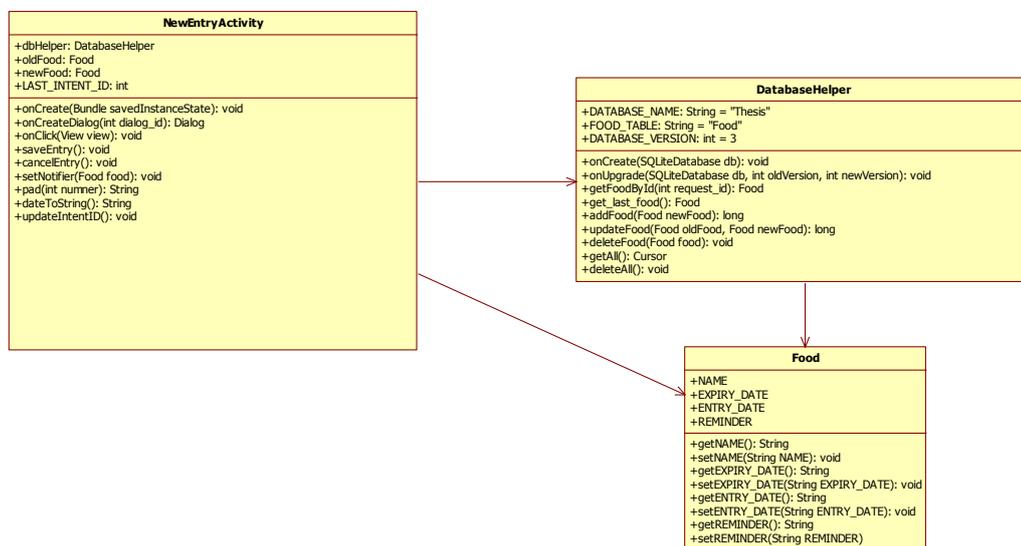 NewEntryActivity
+dbHelper: DatabaseHelper
+oldFood: Food
+newFood: Food
+LAST_INTENT_ID: int
+onCreate(Bundle savedInstanceState): void
+onCreateDialog(int dialog_id): Dialog
+onClick(View view): void
+saveEntry(): void
+cancelEntry(): void
+setNotifier(Food food): void
+pad(int numner): String
+dateToString(): String
+updateIntentID(): void
DatabaseHelper
+DATABASE_NAME: String = "Thesis"
+FOOD_TABLE: String = "Food"
+DATABASE_VERSION: int = 3
+onCreate(SQLiteDatabase db): void
+onUpgrade(SQLiteDatabase db, int oldVersion, int newVersion): void
+getFoodById(int request_id): Food
+get_last_food(): Food
+addFood(Food newFood): long
+updateFood(Food oldFood, Food newFood): long
+deleteFood(Food food): void
+getAll(): Cursor
+deleteAll(): void
Food
+NAME
+EXPIRY_DATE
+ENTRY_DATE
+REMINDER
+getNAME(): String
+setNAME(String NAME): void
+getEXPIRY_DATE(): String
+setEXPIRY_DATE(String EXPIRY_DATE): void
+getENTRY_DATE(): String
+setENTRY_DATE(String ENTRY_DATE): void
+getREMINDER(): String
+setREMINDER(String REMINDER)